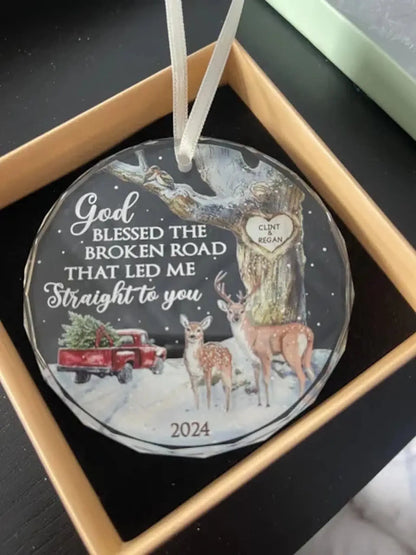 God
BLESSED THE
BROKEN ROAD
THAT LED ME
Straight to you
CLINT
&
REGAN
2024